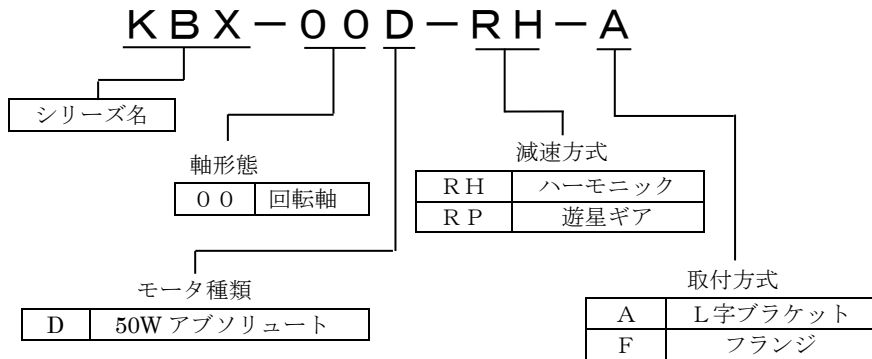 ＫＢＸ－００Ｄ－ＲＨ－Ａ
シリーズ名
軸形態
００ 回転軸
減速方式
ＲＨ ハーモニック
ＲＰ 遊星ギア
モータ種類
D 50W アブソリュート
取付方式
Ａ Ｌ字ブラケット
Ｆ フランジ